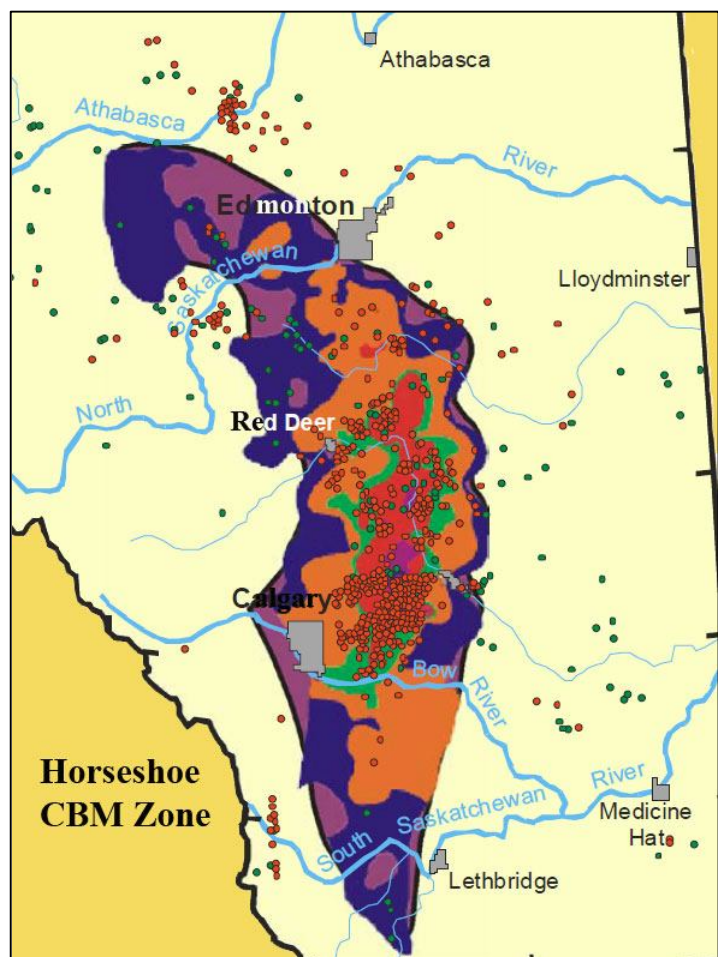 Athabasca
Athabasca
River
Edmonton
Saskatchewan
Lloydminster
North
Red Deer
Calgary
Bow
River
Horseshoe
CBM Zone
River
Saskatchewan
South
Medicine
Hat
Lethbridge